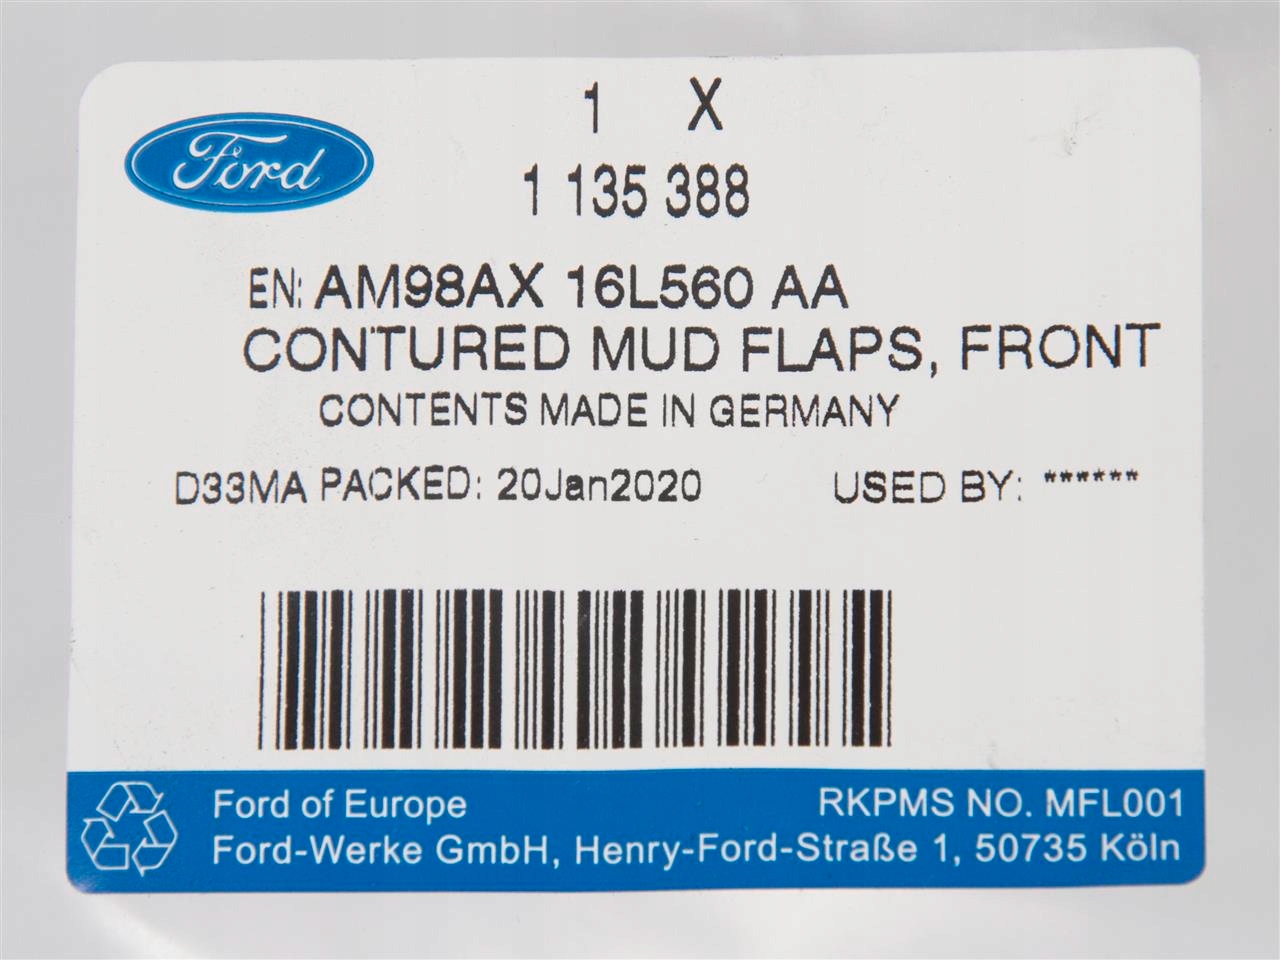 Ford
1 X
1 135 388
EN: AM98AX 16L560 AA
CONTURED MUD FLAPS, FRONT
CONTENTS MADE IN GERMANY
D33MA PACKED: 20Jan2020 USED BY: ******
Ford of Europe RKPMS NO. MFL001
Ford-Werke GmbH, Henry-Ford-Straße 1, 50735 Köln